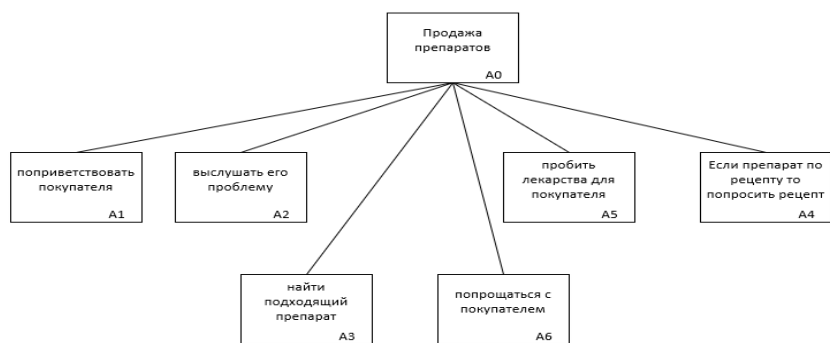 Продажа
препаратов
A0
поприветствовать
покупателя
A1
выслушать его
проблему
A2
пробить
лекарства для
покупателя
A5
Если препарат по
рецепту то
попросить рецепт
A4
найти
подходящий
препарат
A3
попрощаться с
покупателем
A6